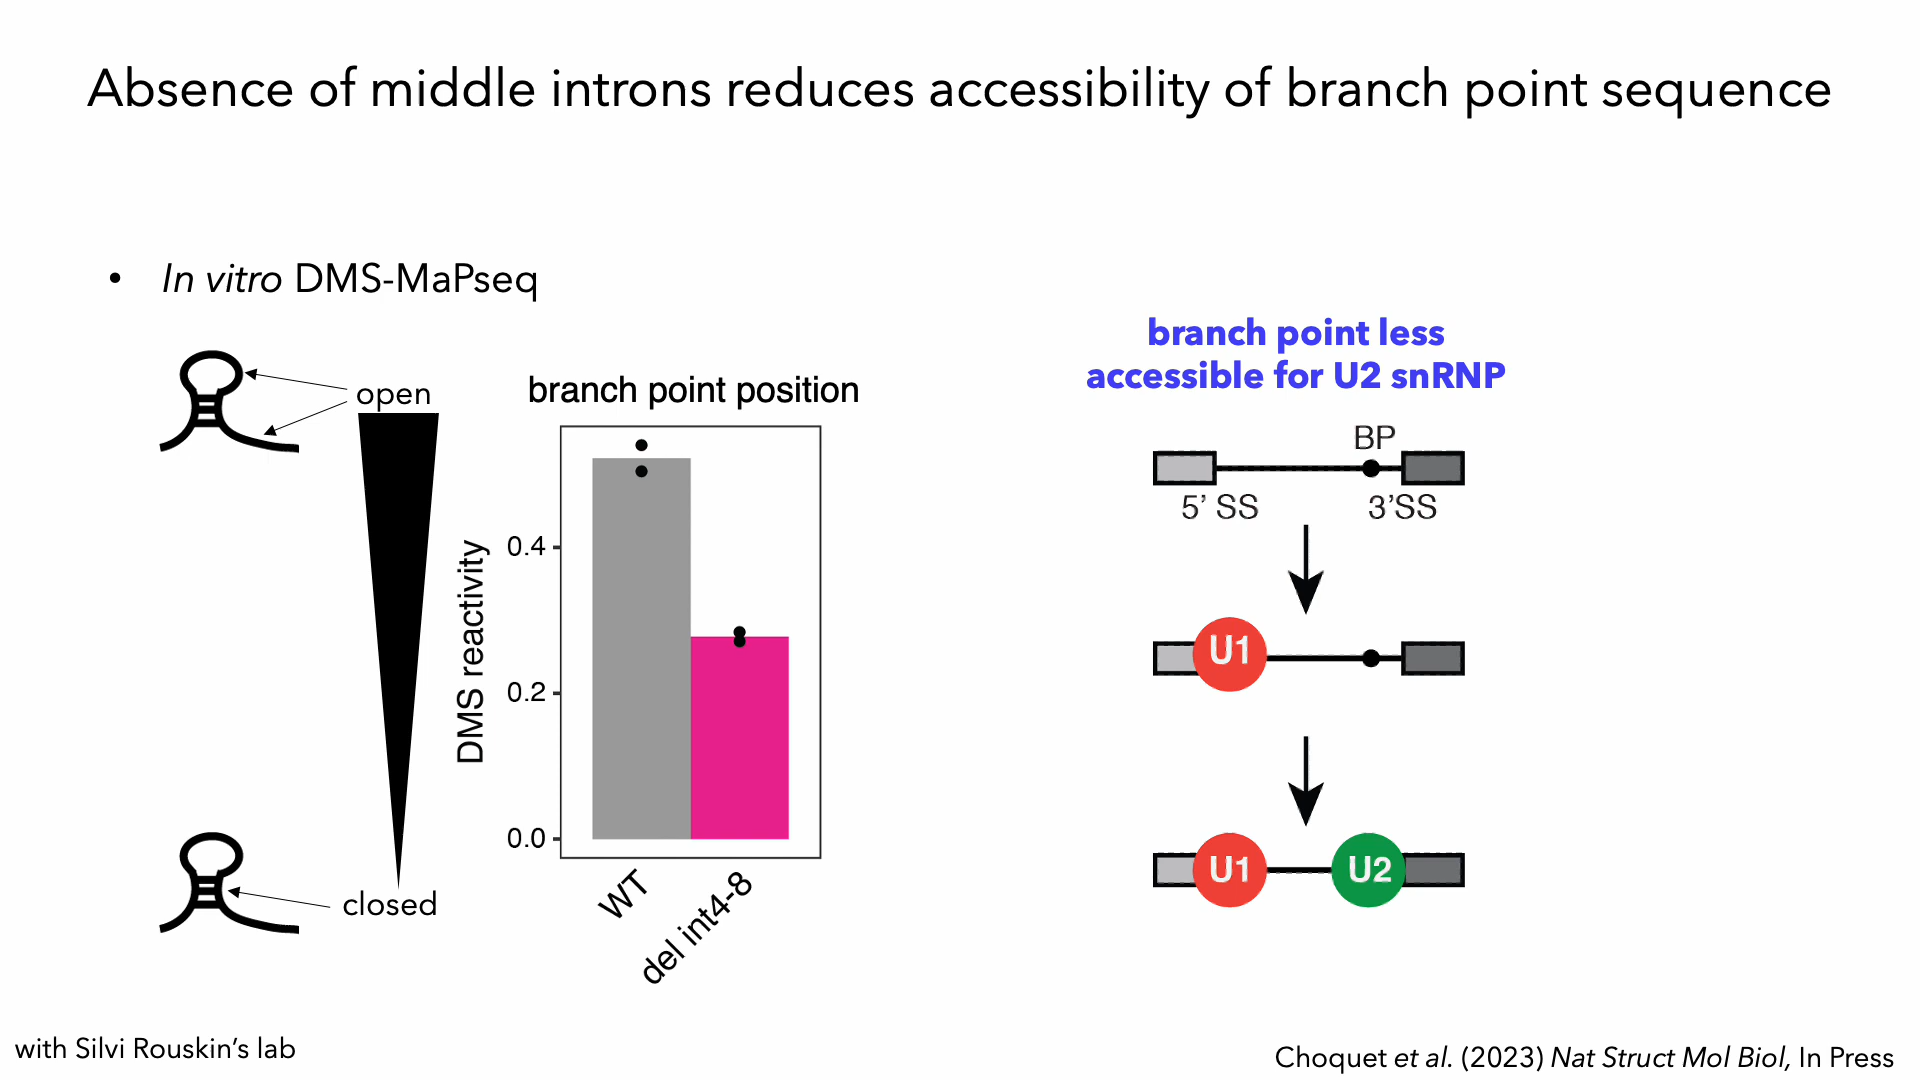 Absence of middle introns reduces accessibility of branch point sequence
• In vitro DMS-MaPseq
open
closed
branch point position
DMS reactivity
0.4
0.2
0.0
WT
del int4-8
branch point less
accessible for U2 snRNP
BP
5’ SS
3’SS
U1
U1
U2
with Silvi Rouskin’s lab
Choquet et al. (2023) Nat Struct Mol Biol, In Press